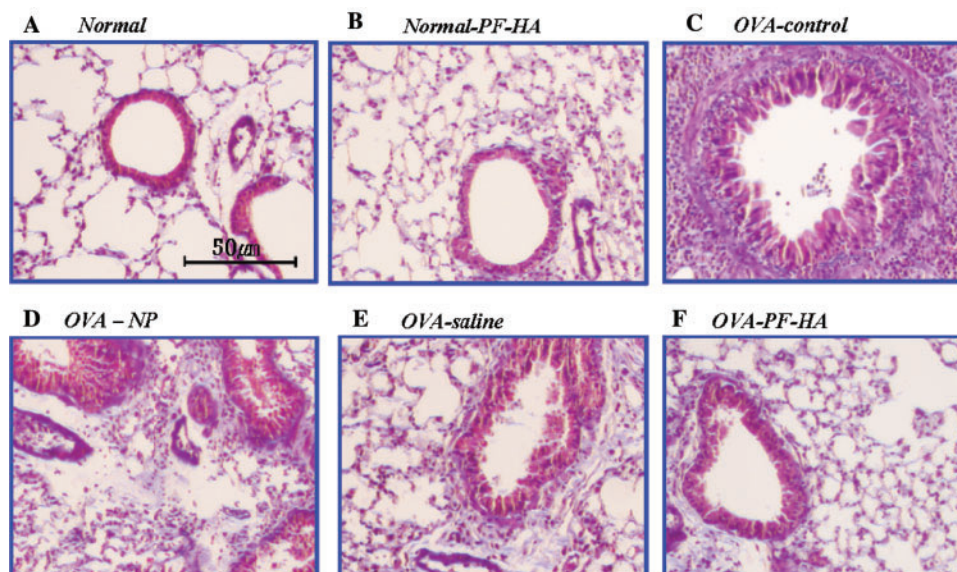 A Normal
B Normal-PF-HA
C OVA-control
50㎛
D OVA – NP
E OVA-saline
F OVA-PF-HA